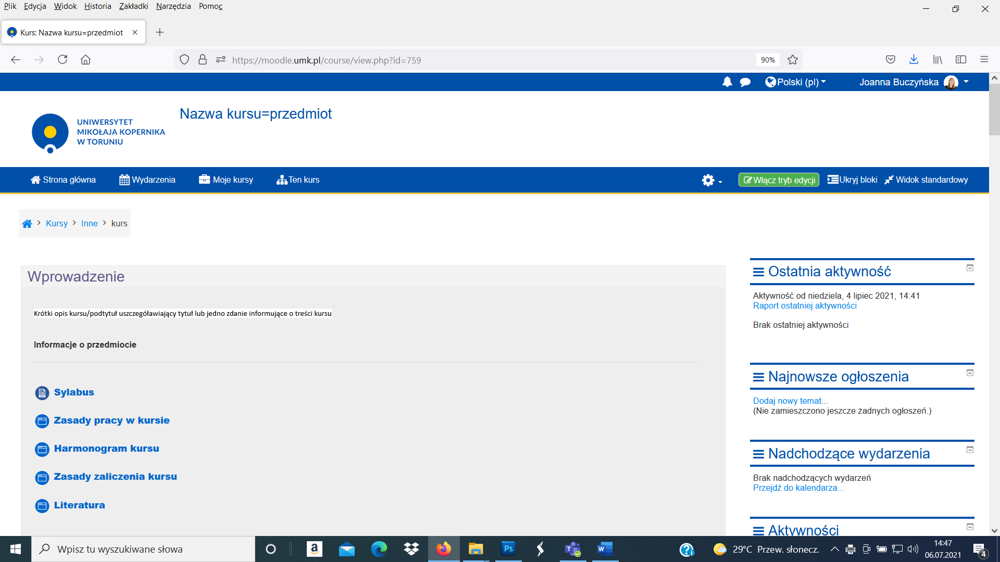 Plik Edycja Widok Historia Zakładki Narzędzia Pomoc
Kurs: Nazwa kursu=przedmiot
https://moodle.umk.pl/course/view.php?id=759
90%
Polski (pl)
Joanna Buczyńska
UNIWERSYTET
MIKOŁAJA KOPERNIKA
W TORUNIU
Nazwa kursu=przedmiot
Strona główna Wydarzenia Moje kursy Ten kurs
Włącz tryb edycji Ukryj bloki Widok standardowy
Kursy Inne kurs
Wprowadzenie
Krótki opis kursu/podtytuł uszczegóławiający tytuł lub jedno zdanie informujące o treści kursu
Informacje o przedmiocie
Sylabus
Zasady pracy w kursie
Harmonogram kursu
Zasady zaliczenia kursu
Literatura
Ostatnia aktywność
Aktywność od niedziela, 4 lipiec 2021, 14:41
Raport ostatniej aktywności
Brak ostatniej aktywności
Najnowsze ogłoszenia
Dodaj nowy temat...
(Nie zamieszczono jeszcze żadnych ogłoszeń.)
Nadchodzące wydarzenia
Brak nadchodzących wydarzeń
Przejdź do kalendarza...
Aktywności
Wpisz tu wyszukiwane słowa
a
Ps
T
W
29°C Przew. słonecz.
14:47
06.07.2021
4